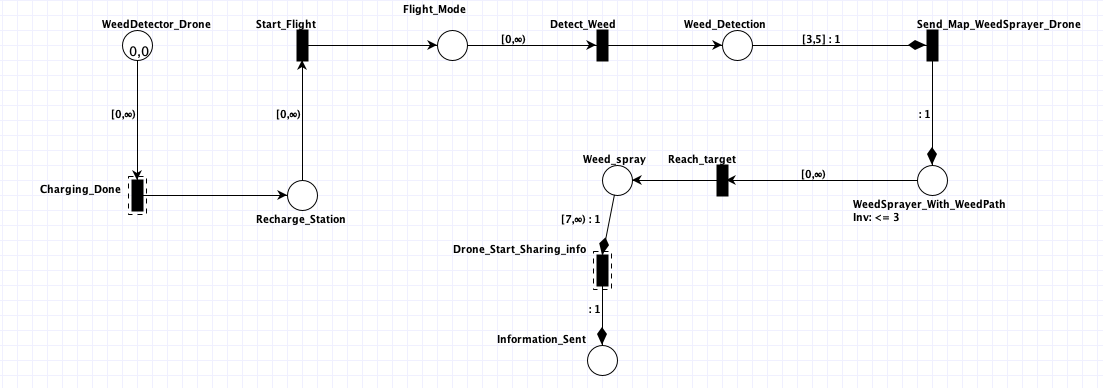 Flight_Mode
WeedDetector_Drone
Start_Flight
Detect_Weed
Weed_Detection
Send_Map_WeedSprayer_Drone
0,0
[0,∞)
[3,5] : 1
[0,∞)
[0,∞)
: 1
Weed_spray
Reach_target
[0,∞)
Charging_Done
Recharge_Station
WeedSprayer_With_WeedPath
Inv: <= 3
[7,∞) : 1
Drone_Start_Sharing_info
: 1
Information_Sent